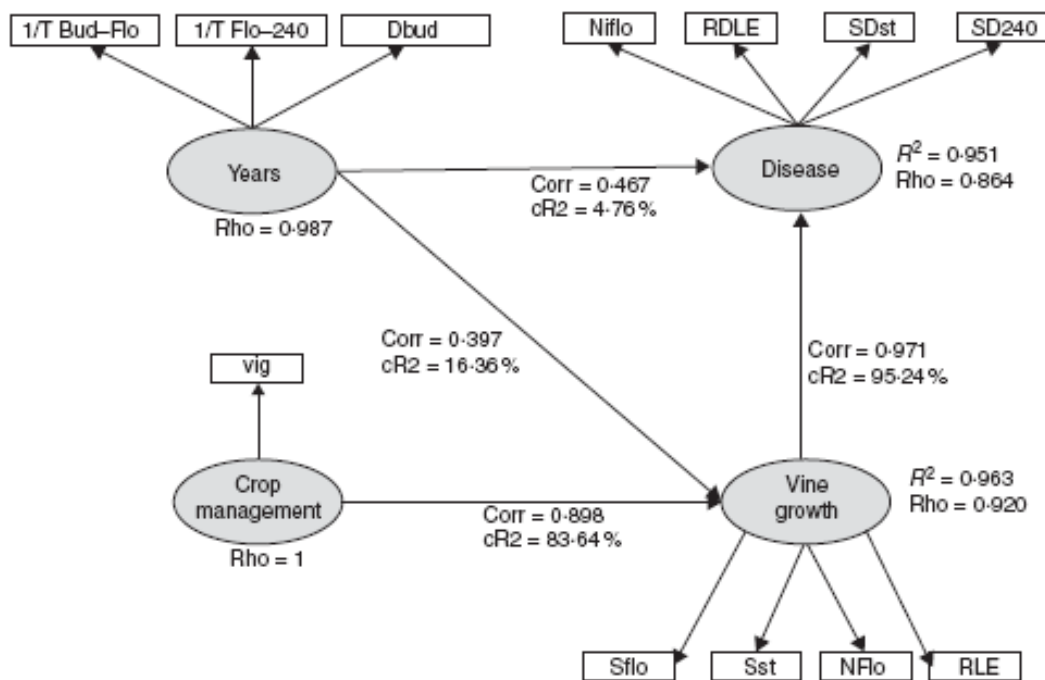 1/T Bud–Flo
1/T Flo–240
Dbud
Niflo
RDLE
SDst
SD240
Years
Disease
R² = 0·951
Rho = 0·864
Corr = 0·467
cR2 = 4·76%
Rho = 0·987
Corr = 0·397
cR2 = 16·36%
Corr = 0·971
cR2 = 95·24%
vig
Crop
management
Vine
growth
R² = 0·963
Rho = 0·920
Corr = 0·898
cR2 = 83·64%
Rho = 1
Sflo
Sst
NFlo
RLE